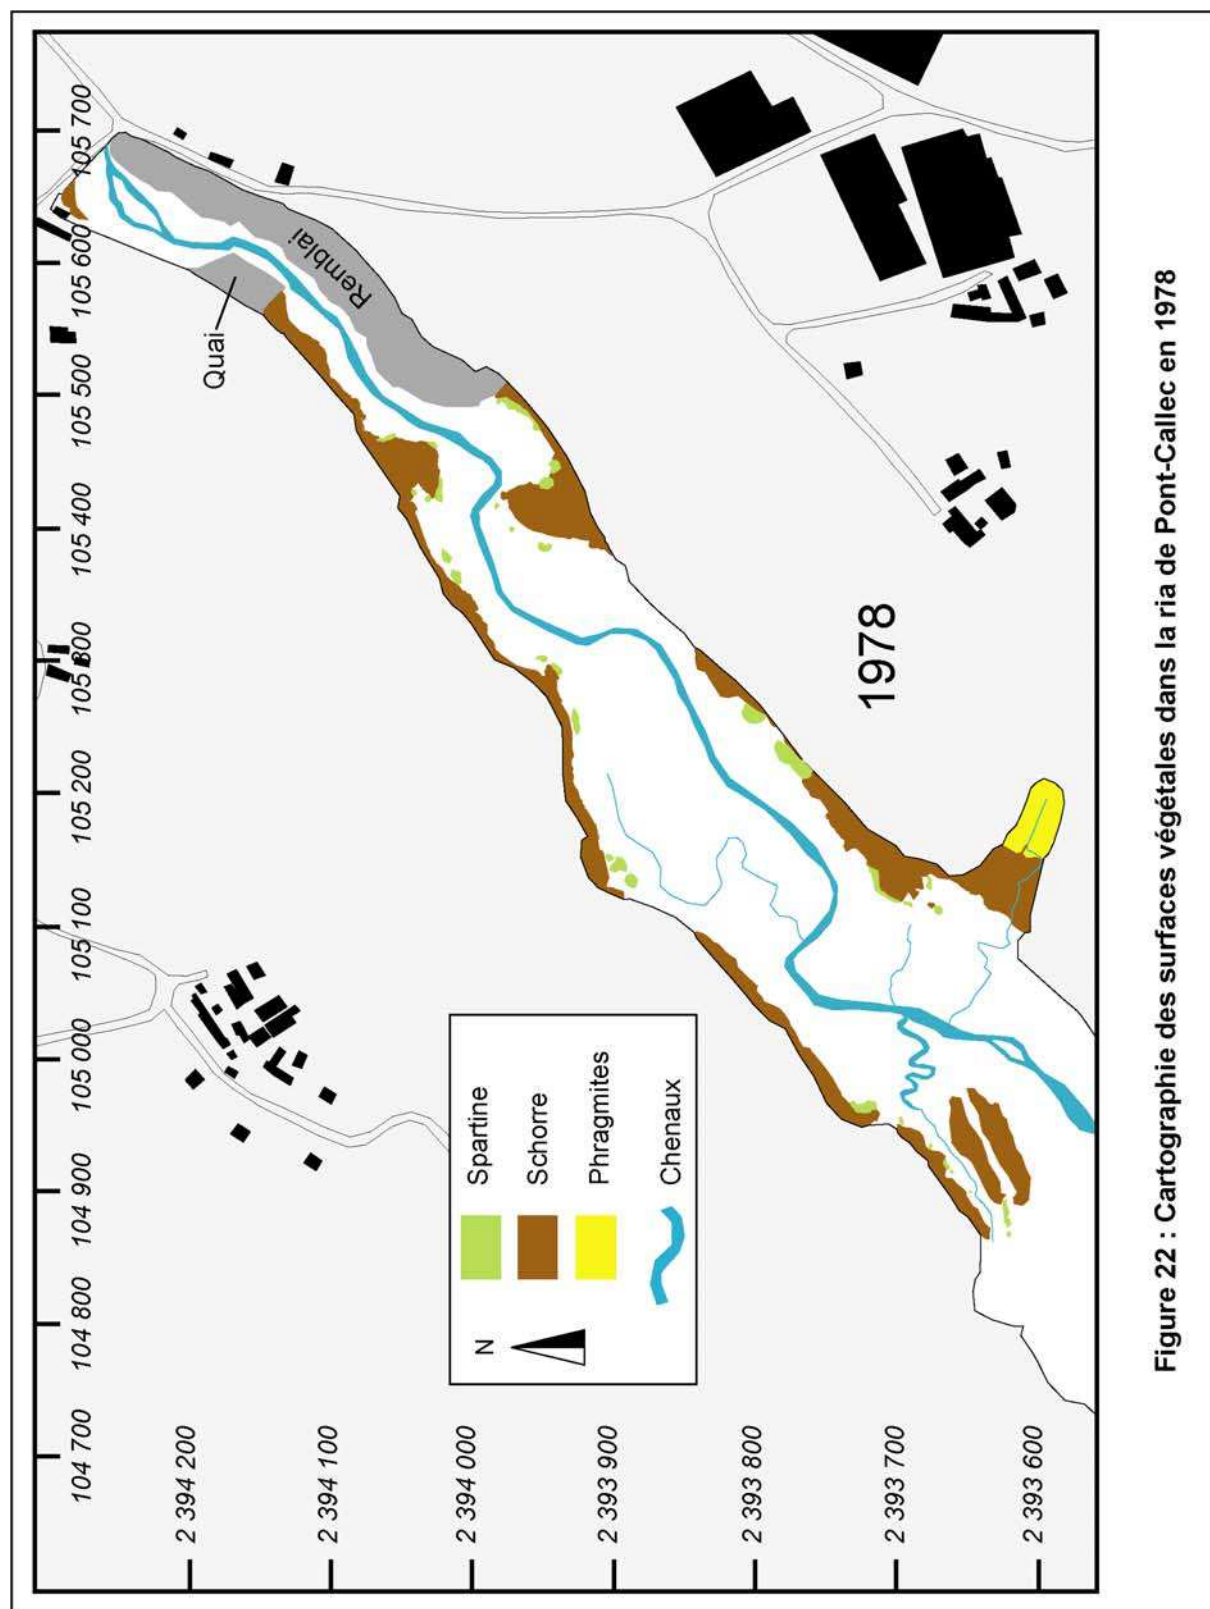 2 394 200
2 394 100
2 394 000
2 393 900
2 393 800
2 393 700
2 393 600
104 700
104 800
104 900
105 000
105 100
105 200
105 300
105 400
105 500
105 600
105 700
N
Spartine
Schorre
Phragmites
Chenaux
Quai
Remblai
1978
Figure 22 : Cartographie des surfaces végétales dans la ria de Pont-Callec en 1978